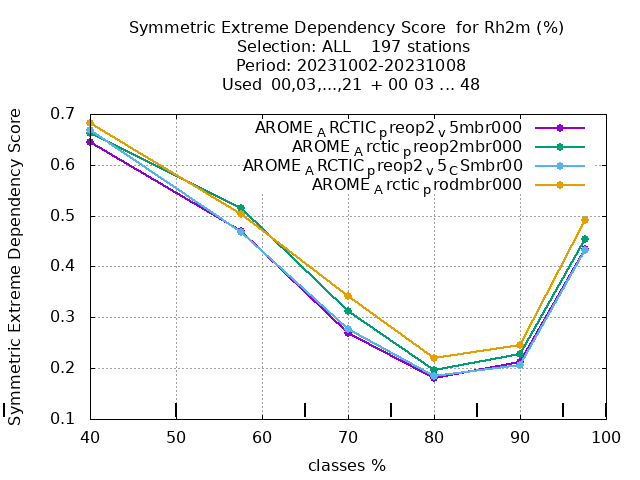 Symmetric Extreme Dependency Score for Rh2m (%)
Selection: ALL 197 stations
Period: 20231002-20231008
Used 00,03,...,21 + 00 03 ... 48
Symmetric Extreme Dependency Score
0.7
0.6
0.5
0.4
0.3
0.2
0.1
AROME_ARCTIC_preop2_v5mbr000
AROME_Arctic_preop2mbr000
AROME_ARCTIC_preop2_v5_CSmbr00
AROME_Arctic_prodmbr000
40 50 60 70 80 90 100
classes %